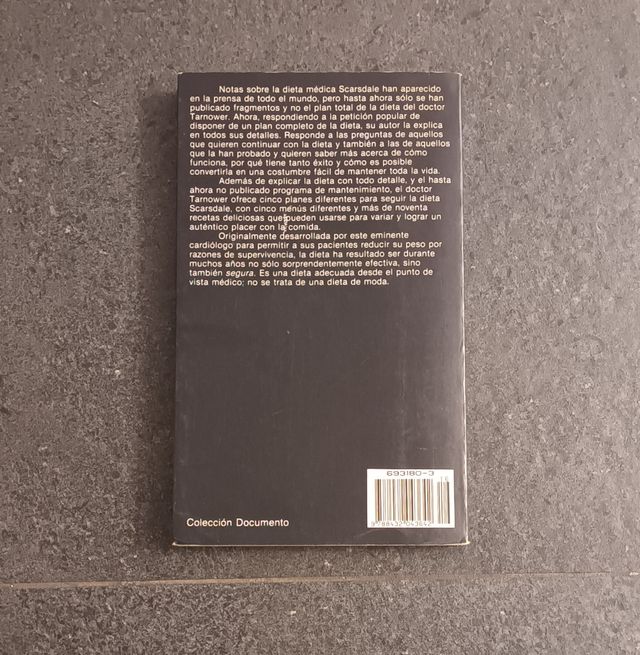 Notas sobre la dieta médica Scarsdale han aparecido
en la prensa de todo el mundo, pero hasta ahora sólo se han
publicado fragmentos y no el plan total de la dieta del doctor
Tarnower. Ahora, respondiendo a la petición popular de
disponer de un plan completo de la dieta, su autor la explica
en todos sus detalles. Responde a las preguntas de aquellos
que quieren continuar con la dieta y también a las de aquellos
que la han probado y quieren saber más acerca de cómo
funciona, por qué tiene tanto éxito y cómo es posible
convertirla en una costumbre fácil de mantener toda la vida.
Además de explicar la dieta con todo detalle, y el hasta
ahora no publicado programa de mantenimiento, el doctor
Tarnower ofrece cinco planes diferentes para seguir la dieta
Scarsdale, con cinco menús diferentes y más de noventa
recetas deliciosas que pueden usarse para variar y lograr un
auténtico placer con la comida.
Originalmente desarrollada por este eminente
cardiólogo para permitir a sus pacientes reducir su peso por
razones de supervivencia, la dieta ha resultado ser durante
muchos años no sólo sorprendentemente efectiva, sino
también segura. Es una dieta adecuada desde el punto de
vista médico; no se trata de una dieta de moda.
693180-3
Colección Documento